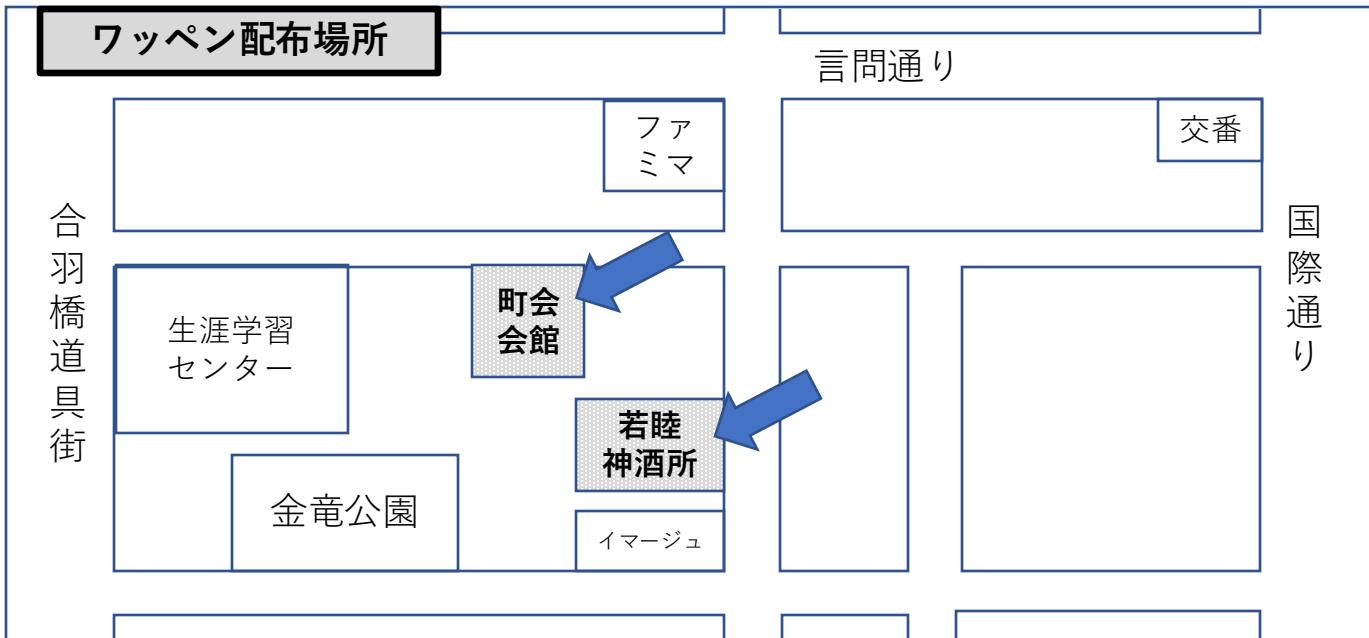 ワッペン配布場所
言問通り
ファ
ミマ
交番
合羽橋道具街
国際通り
町会
会館
生涯学習
センター
若睦
神酒所
金竜公園
イマージュ